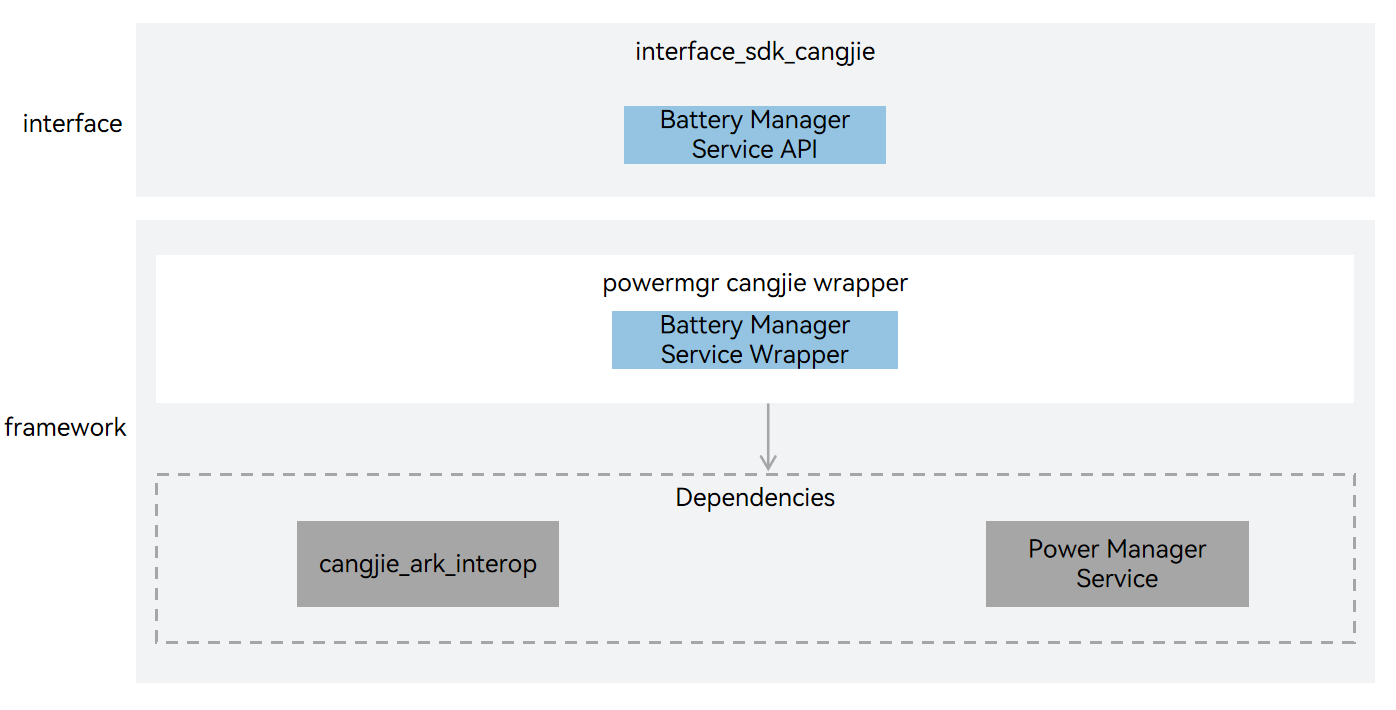 interface_sdk_cangjie
interface
Battery Manager
Service API
powermgr cangjie wrapper
Battery Manager
Service Wrapper
framework
Dependencies
cangjie_ark_interop
Power Manager
Service